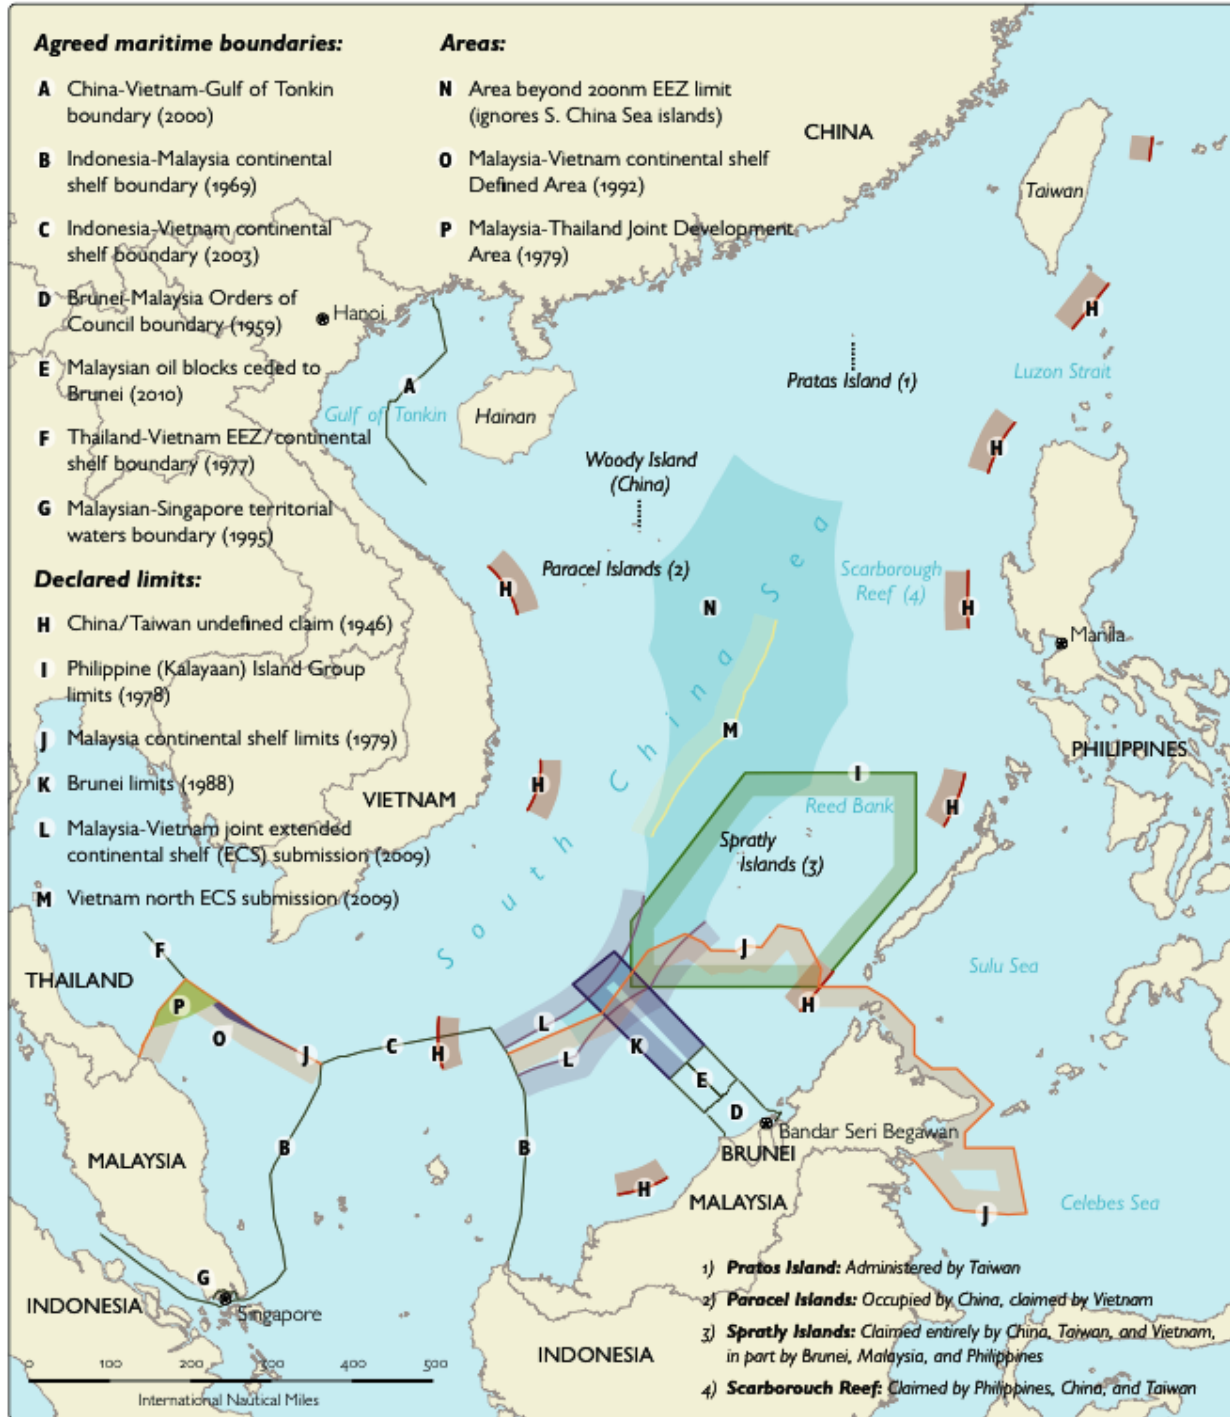 Agreed maritime boundaries:
A China-Vietnam-Gulf of Tonkin
boundary (2000)
B Indonesia-Malaysia continental
shelf boundary (1969)
C Indonesia-Vietnam continental
shelf boundary (2003)
D Brunei-Malaysia Orders of
Council boundary (1959)
E Malaysian oil blocks ceded to
Brunei (2010)
F Thailand-Vietnam EEZ/continental
shelf boundary (1977)
G Malaysian-Singapore territorial
waters boundary (1995)
Declared limits:
H China/Taiwan undefined claim (1946)
I Philippine (Kalayaan) Island Group
limits (1978)
J Malaysia continental shelf limits (1979)
K Brunei limits (1988)
L Malaysia-Vietnam joint extended
continental shelf (ECS) submission (2009)
M Vietnam north ECS submission (2009)
Areas:
N Area beyond 200nm EEZ limit
(ignores S. China Sea islands)
O Malaysia-Vietnam continental shelf
Defined Area (1992)
P Malaysia-Thailand Joint Development
Area (1979)
CHINA
Taiwan
Hanoi
H
Luzon Strait
Pratas Island (1)
A
Gulf of Tonkin
Hainan
H
Woody Island
(China)
Paracel Islands (2)
H
N
Scarborough
Reef (4)
H
Manila
South China Sea
M
PHILIPPINES
I
Reed Bank
H
H
VIETNAM
Spratly
Islands (3)
F
J
Sulu Sea
THAILAND
P
H
O
J
C
H
L
L
K
E
D
Bandar Seri Begawan
BRUNEI
B
B
MALAYSIA
H
MALAYSIA
J
Celebes Sea
G
Singapore
INDONESIA
INDONESIA
0 100 200 300 400 500
International Nautical Miles
1) Pratos Island: Administered by Taiwan
2) Paracel Islands: Occupied by China, claimed by Vietnam
3) Spratly Islands: Claimed entirely by China, Taiwan, and Vietnam,
in part by Brunei, Malaysia, and Philippines
4) Scarborouch Reef: Claimed by Philippines, China, and Taiwan